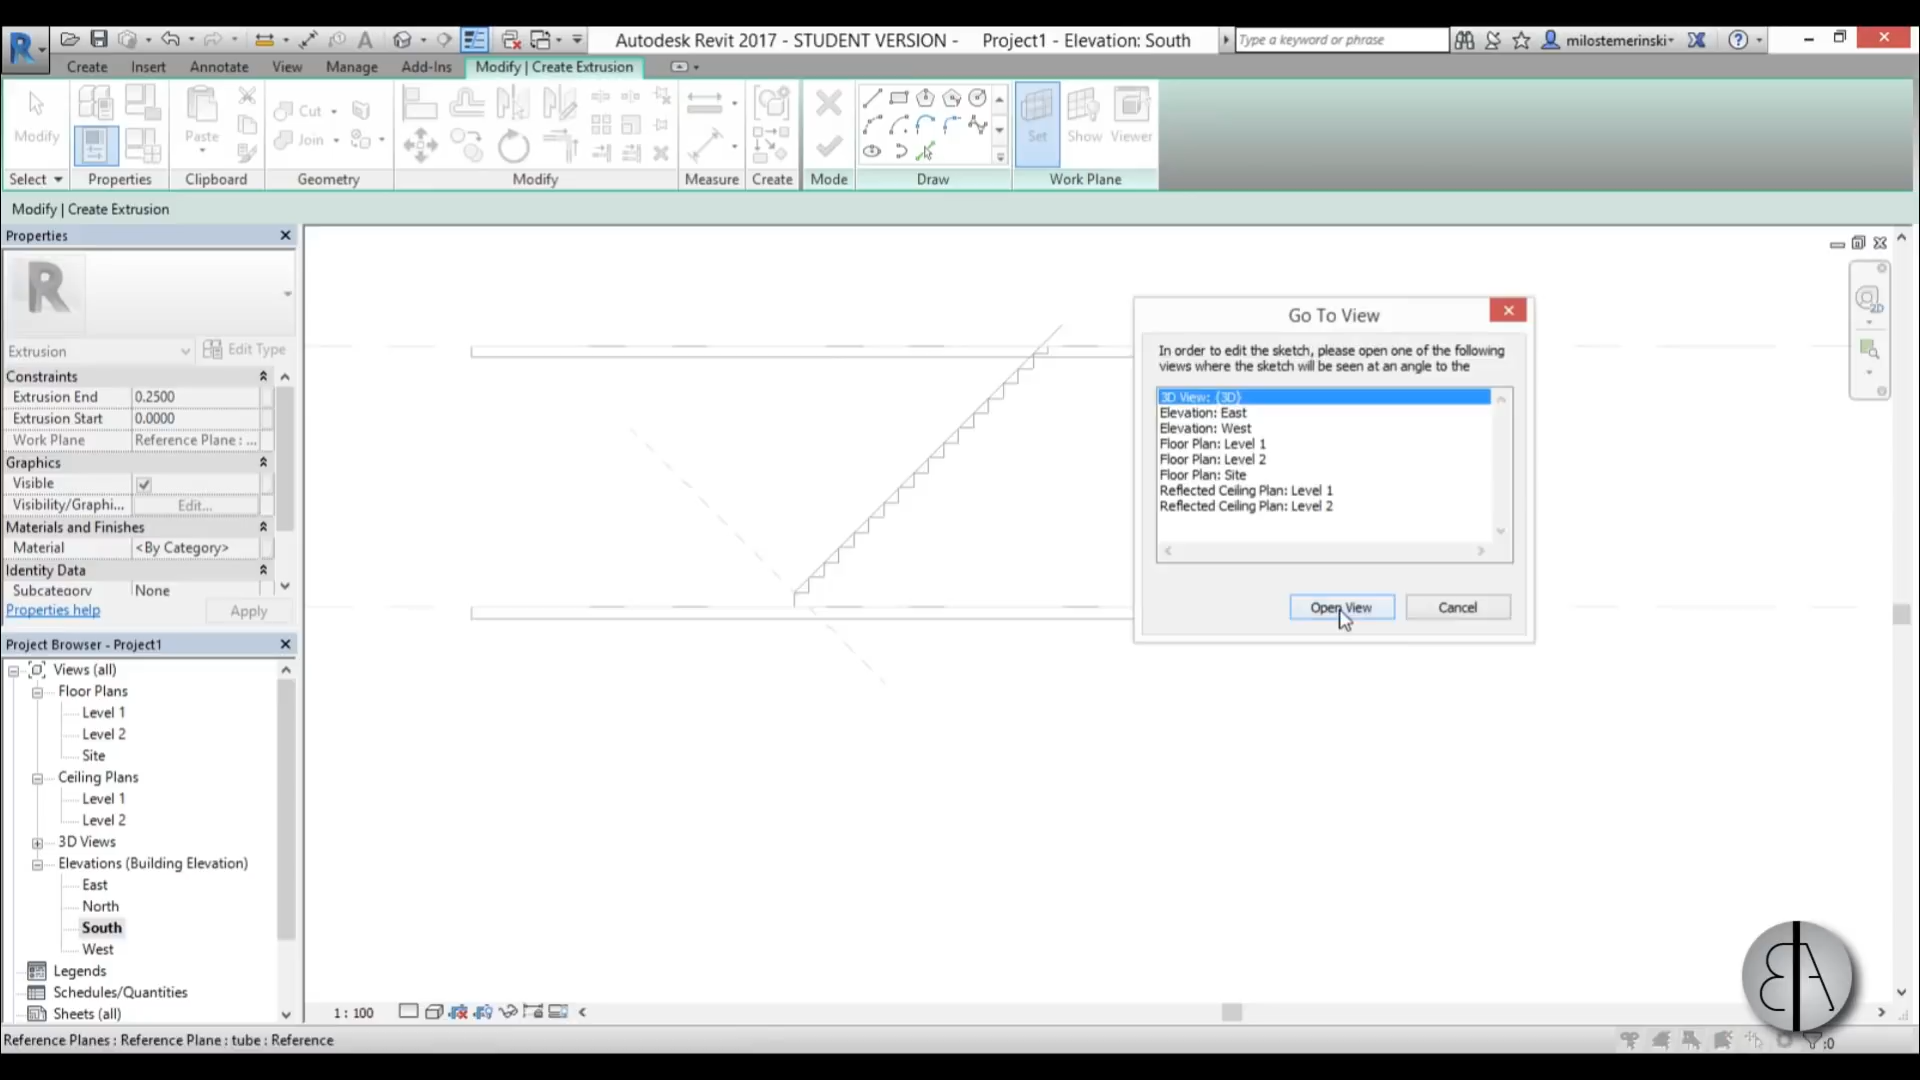 Autodesk Revit 2017 - STUDENT VERSION - Project1 - Elevation: South
Type a keyword or phrase
milostemerinski
Create Insert Annotate View Manage Add-Ins Modify | Create Extrusion
Modify
Paste
Cut
Join
Set Show Viewer
Select Properties Clipboard Geometry Modify Measure Create Mode Draw Work Plane
Modify | Create Extrusion
Properties
R
Extrusion Edit Type
Constraints
Extrusion End 0.2500
Extrusion Start 0.0000
Work Plane Reference Plane : ...
Graphics
Visible
Visibility/Graphi... Edit...
Materials and Finishes
Material <By Category>
Identity Data
Subcategory None
Properties help Apply
Project Browser - Project1
Views (all)
Floor Plans
Level 1
Level 2
Site
Ceiling Plans
Level 1
Level 2
3D Views
Elevations (Building Elevation)
East
North
South
West
Legends
Schedules/Quantities
Sheets (all)
Go To View
In order to edit the sketch, please open one of the following
views where the sketch will be seen at an angle to the
3D View: {3D}
Elevation: East
Elevation: West
Floor Plan: Level 1
Floor Plan: Level 2
Floor Plan: Site
Reflected Ceiling Plan: Level 1
Reflected Ceiling Plan: Level 2
Open View Cancel
2D
1 : 100
Reference Planes : Reference Plane : tube : Reference
:0
BA